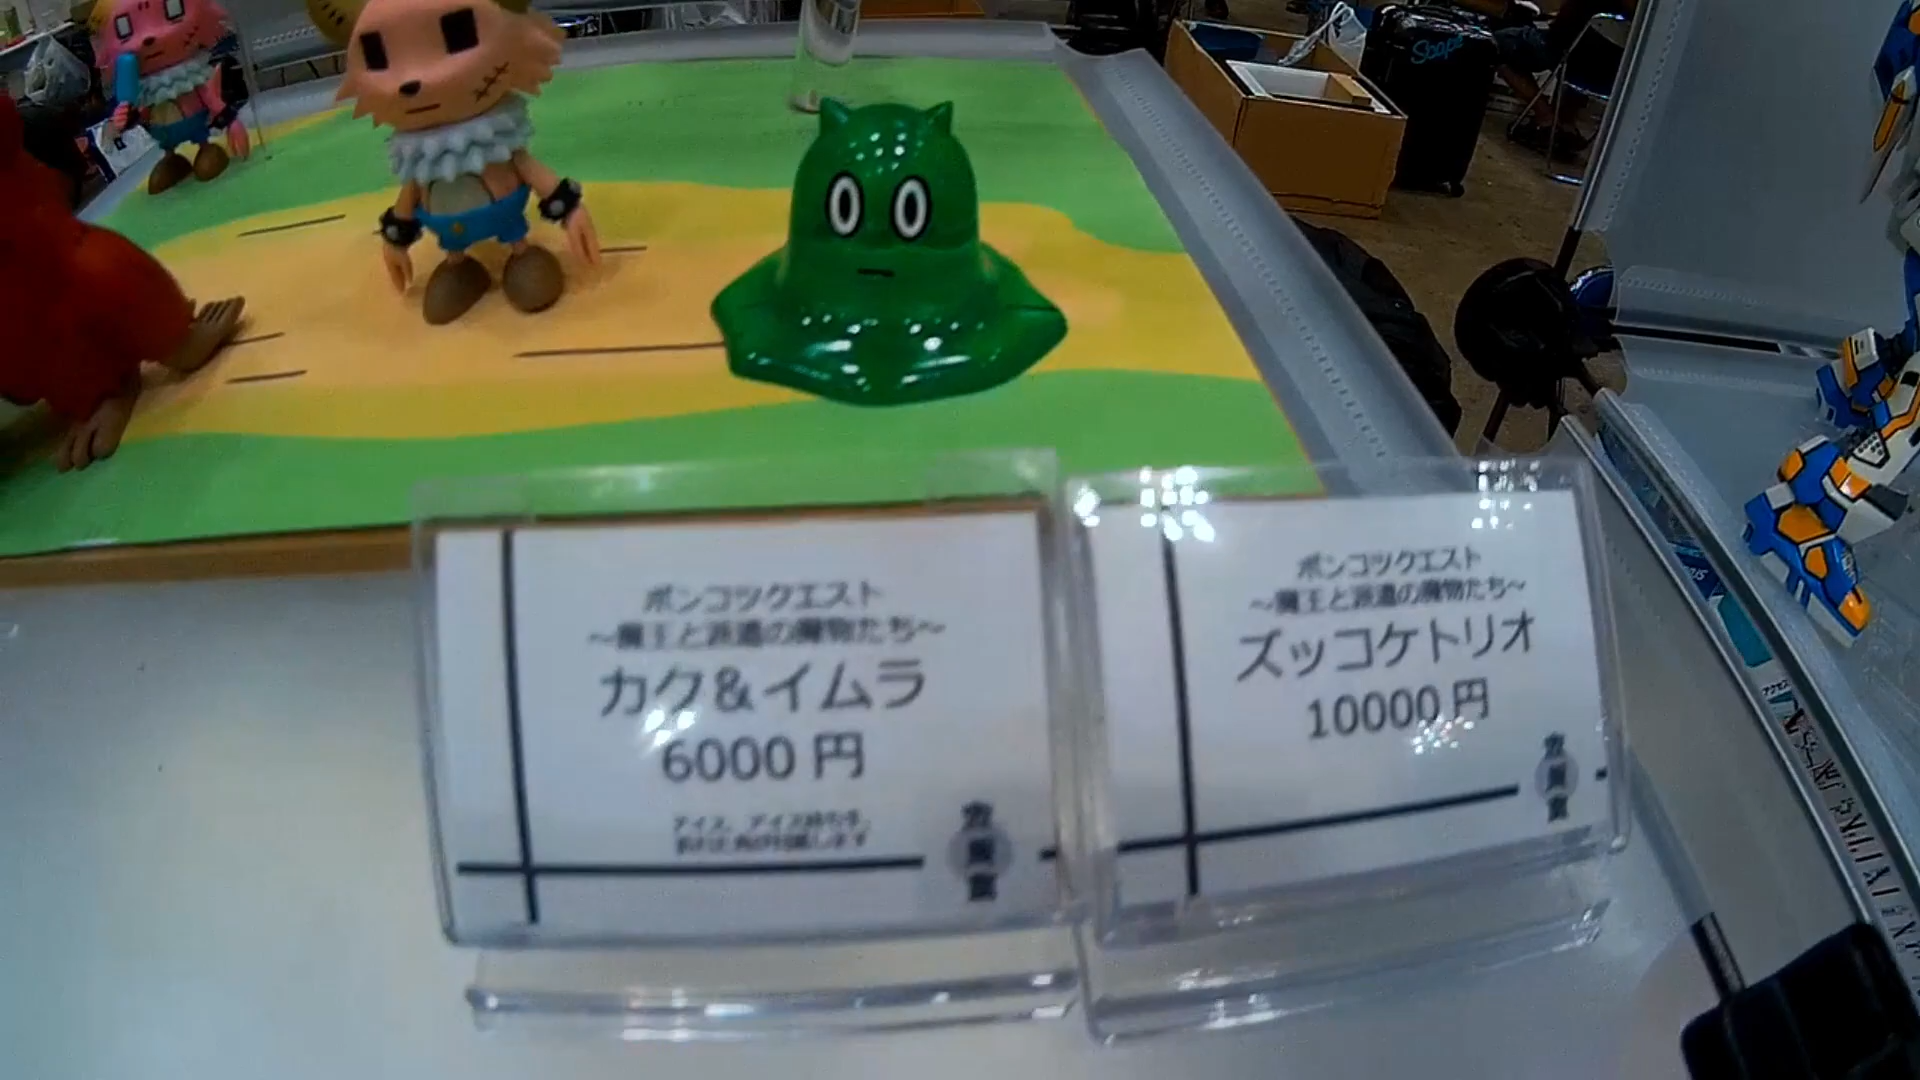 ポンコツクエスト
～魔王と派遣の魔物たち～
カク&イムラ
6000円
ポンコツクエスト
～魔王と派遣の魔物たち～
ズッコケトリオ
10000円